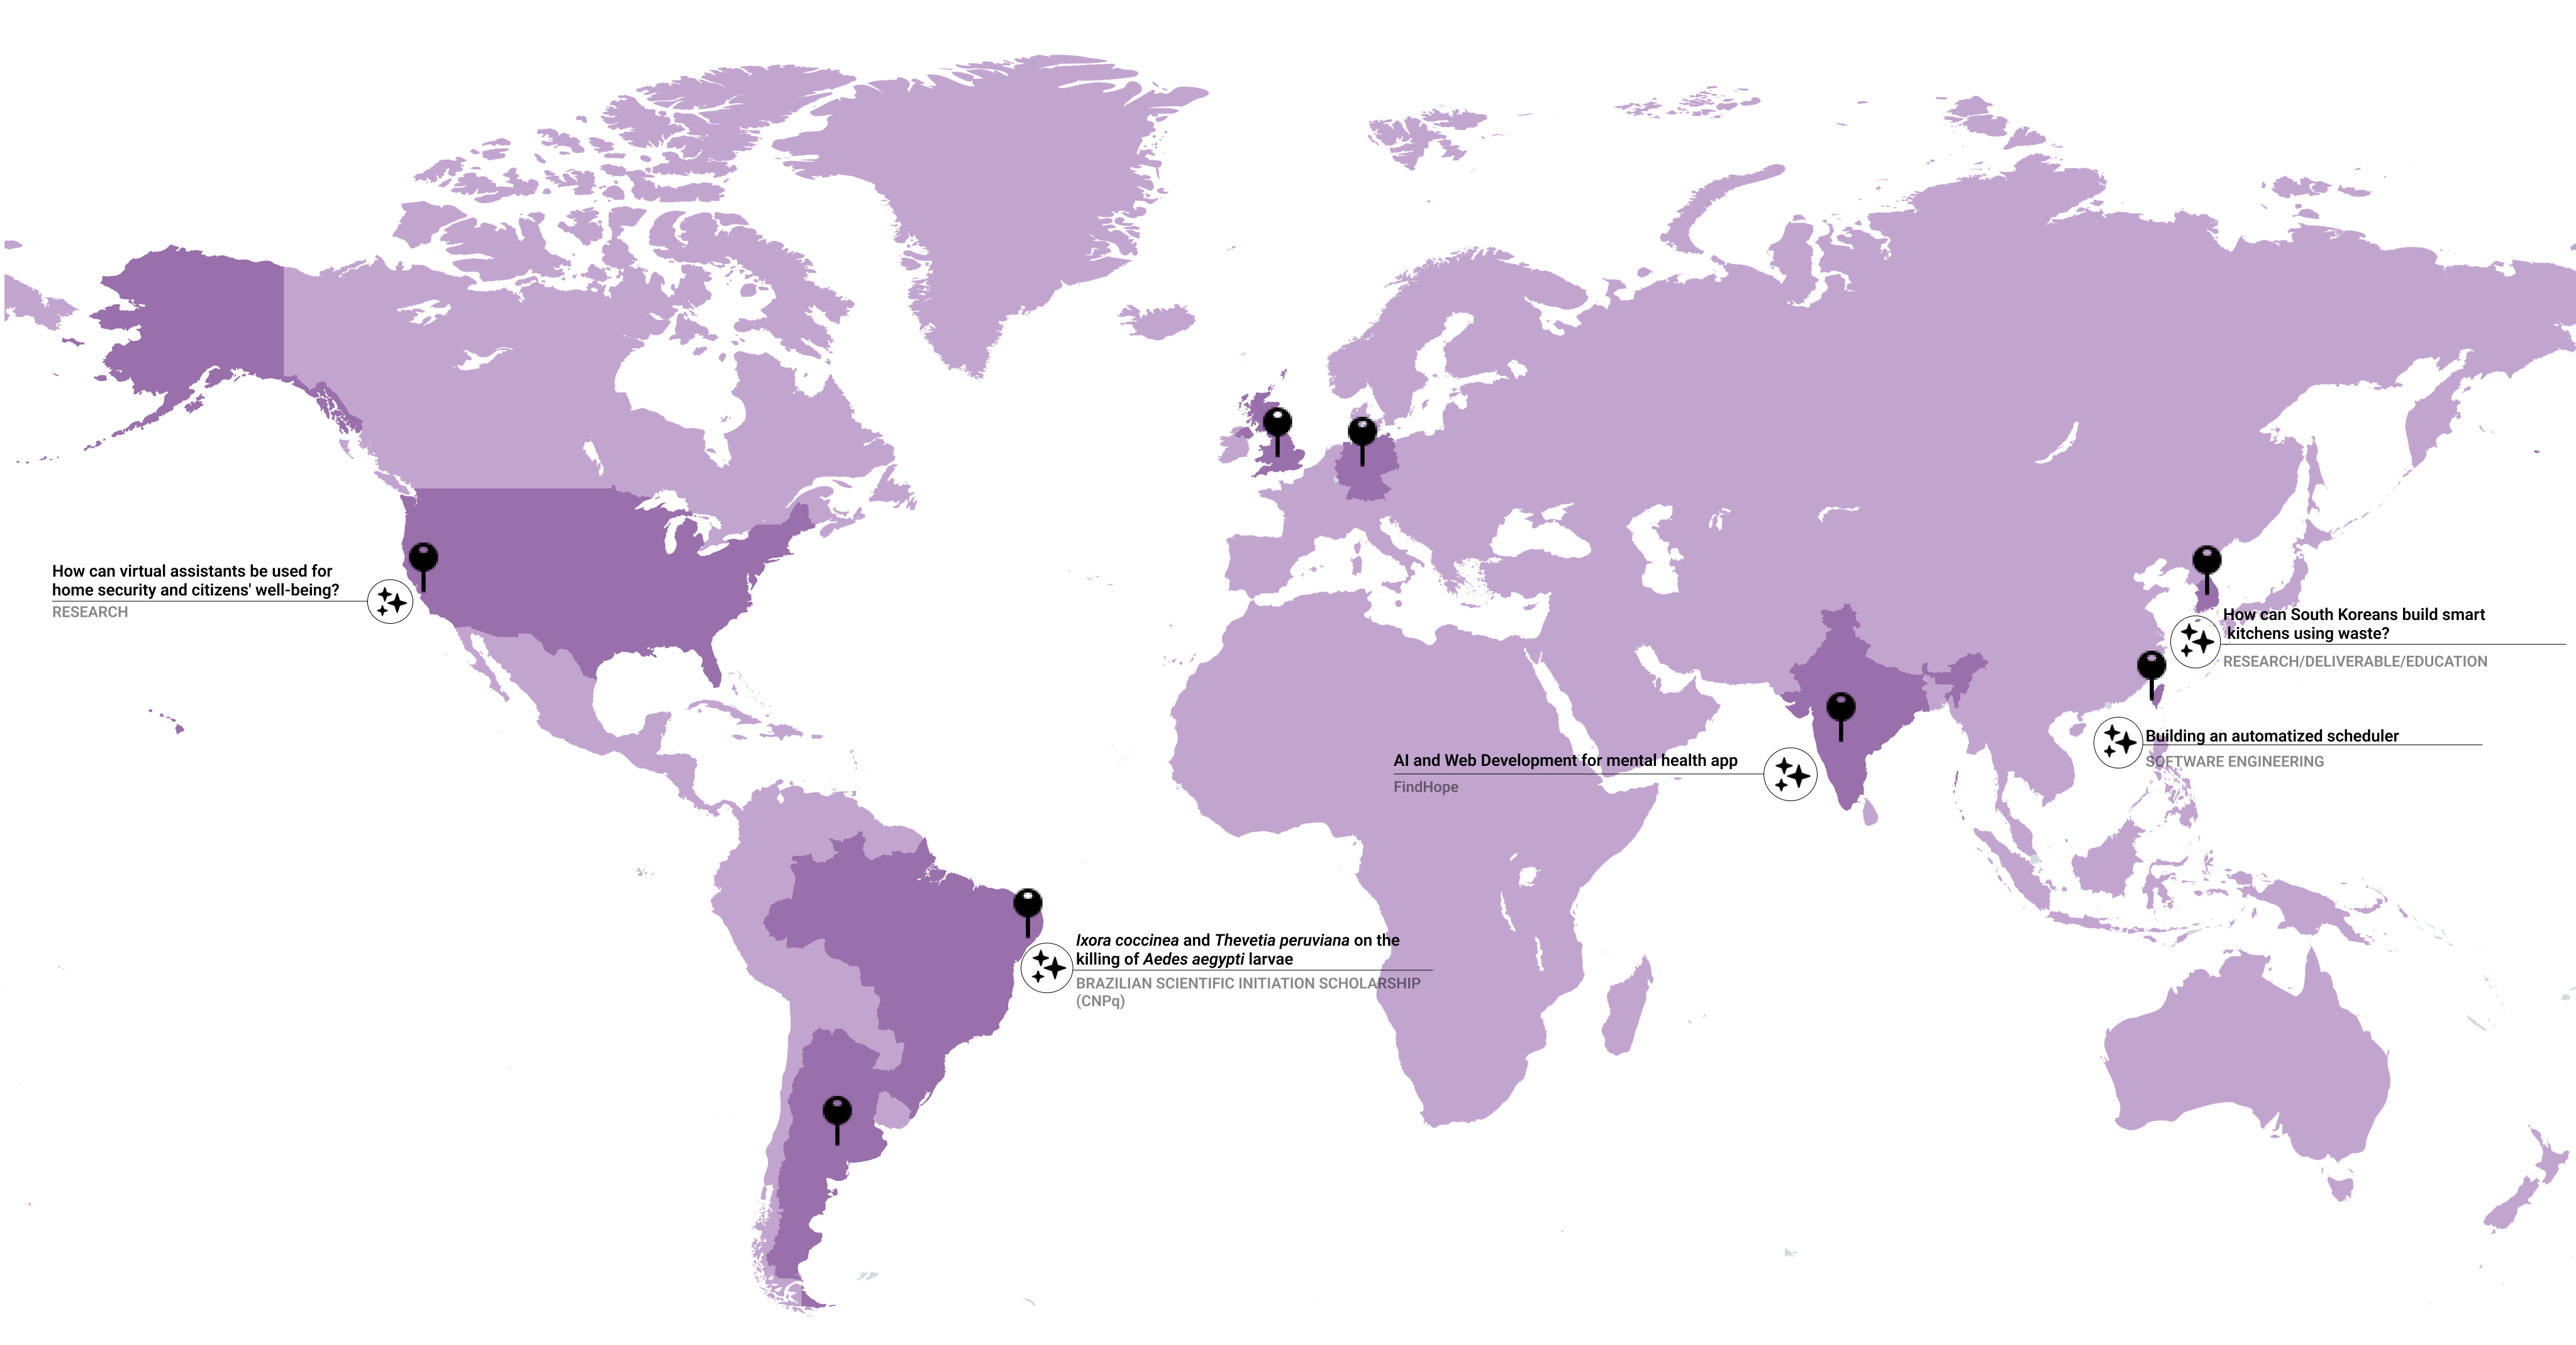 How can virtual assistants be used for
home security and citizens' well-being?
RESEARCH
How can South Koreans build smart
kitchens using waste?
RESEARCH/DELIVERABLE/EDUCATION
Building an automatized scheduler
SOFTWARE ENGINEERING
AI and Web Development for mental health app
FindHope
Ixora coccinea and Thevetia peruviana on the
killing of Aedes aegypti larvae
BRAZILIAN SCIENTIFIC INITIATION SCHOLARSHIP
(CNPq)